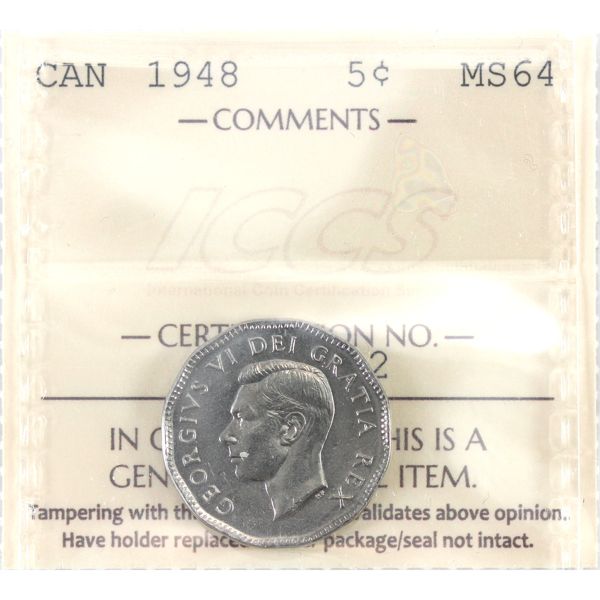 CAN 1948 5¢ MS64
— COMMENTS —
ICCS
International Coin Certification
— CERT ON NO. —
2
GEORGIVS VI DEI GRATIA REX
IN HIS IS A
GEN L ITEM.
Tampering with th alidates above opinion.
Have holder replace package/seal not intact.